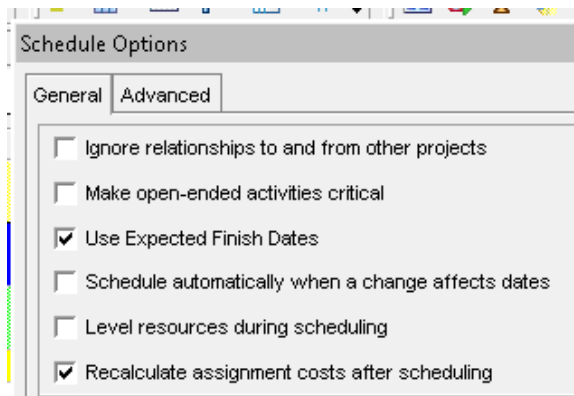 Schedule Options
General Advanced
Ignore relationships to and from other projects
Make open-ended activities critical
Use Expected Finish Dates
Schedule automatically when a change affects dates
Level resources during scheduling
Recalculate assignment costs after scheduling